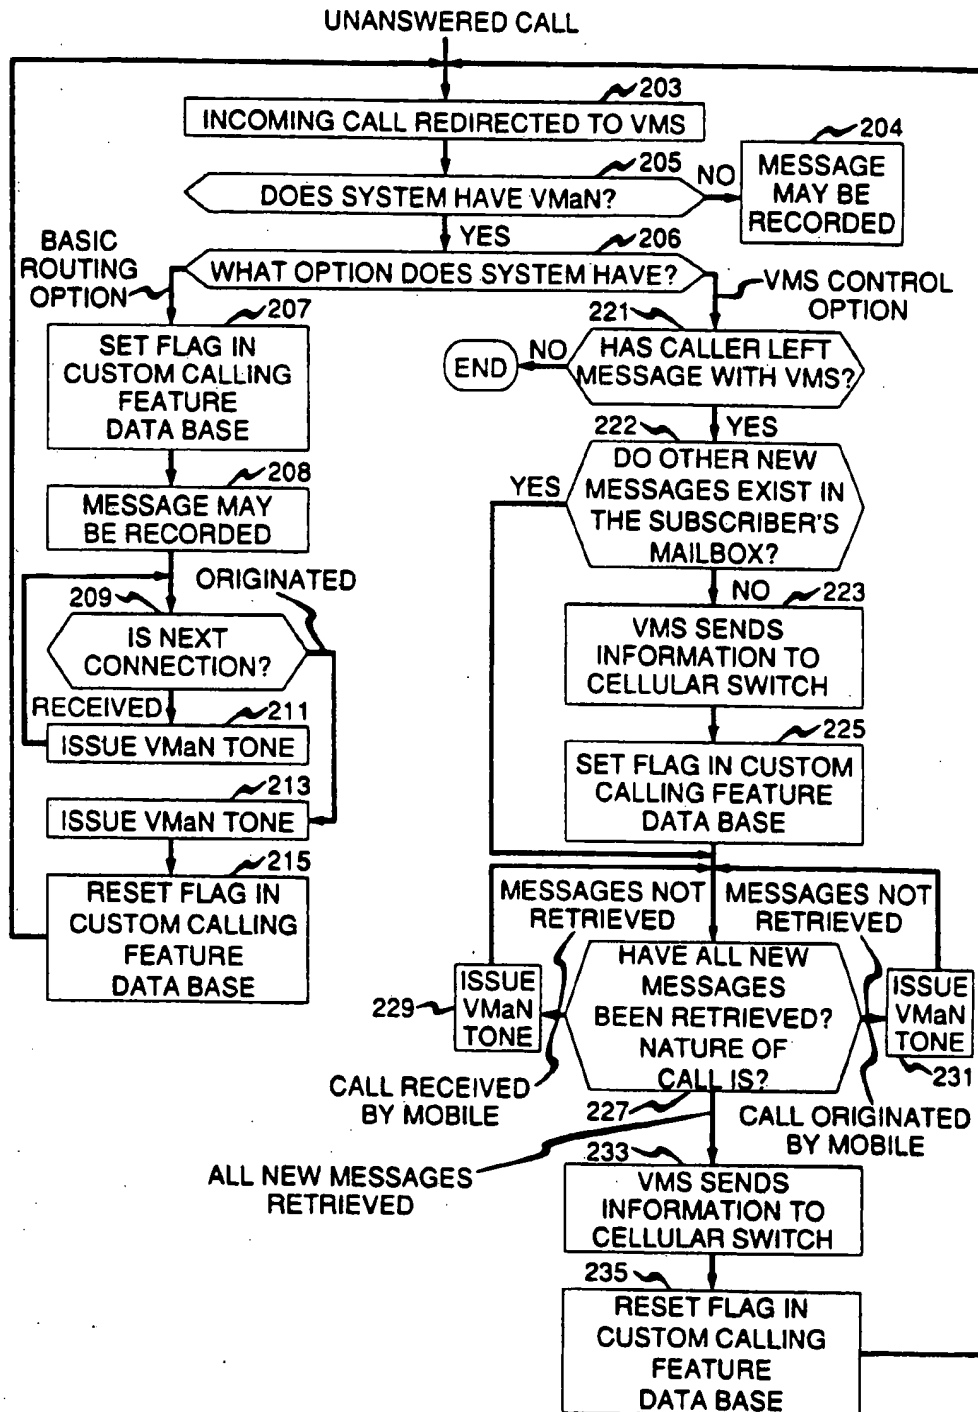 UNANSWERED CALL
203
INCOMING CALL REDIRECTED TO VMS
204
MESSAGE
MAY BE
RECORDED
205
DOES SYSTEM HAVE VMaN?
NO
YES
206
WHAT OPTION DOES SYSTEM HAVE?
BASIC
ROUTING
OPTION
VMS CONTROL
OPTION
207
SET FLAG IN
CUSTOM CALLING
FEATURE
DATA BASE
208
MESSAGE MAY
BE RECORDED
ORIGINATED
209
IS NEXT
CONNECTION?
RECEIVED
211
ISSUE VMaN TONE
213
ISSUE VMaN TONE
215
RESET FLAG IN
CUSTOM CALLING
FEATURE
DATA BASE
221
HAS CALLER LEFT
MESSAGE WITH VMS?
NO
END
YES
222
DO OTHER NEW
MESSAGES EXIST IN
THE SUBSCRIBER'S
MAILBOX?
YES
NO
223
VMS SENDS
INFORMATION TO
CELLULAR SWITCH
225
SET FLAG IN CUSTOM
CALLING FEATURE
DATA BASE
MESSAGES NOT
RETRIEVED
MESSAGES NOT
RETRIEVED
HAVE ALL NEW
MESSAGES
BEEN RETRIEVED?
NATURE OF
CALL IS?
227
229
ISSUE
VMaN
TONE
ISSUE
VMaN
TONE
231
CALL RECEIVED
BY MOBILE
CALL ORIGINATED
BY MOBILE
ALL NEW MESSAGES
RETRIEVED
233
VMS SENDS
INFORMATION TO
CELLULAR SWITCH
235
RESET FLAG IN
CUSTOM CALLING
FEATURE
DATA BASE